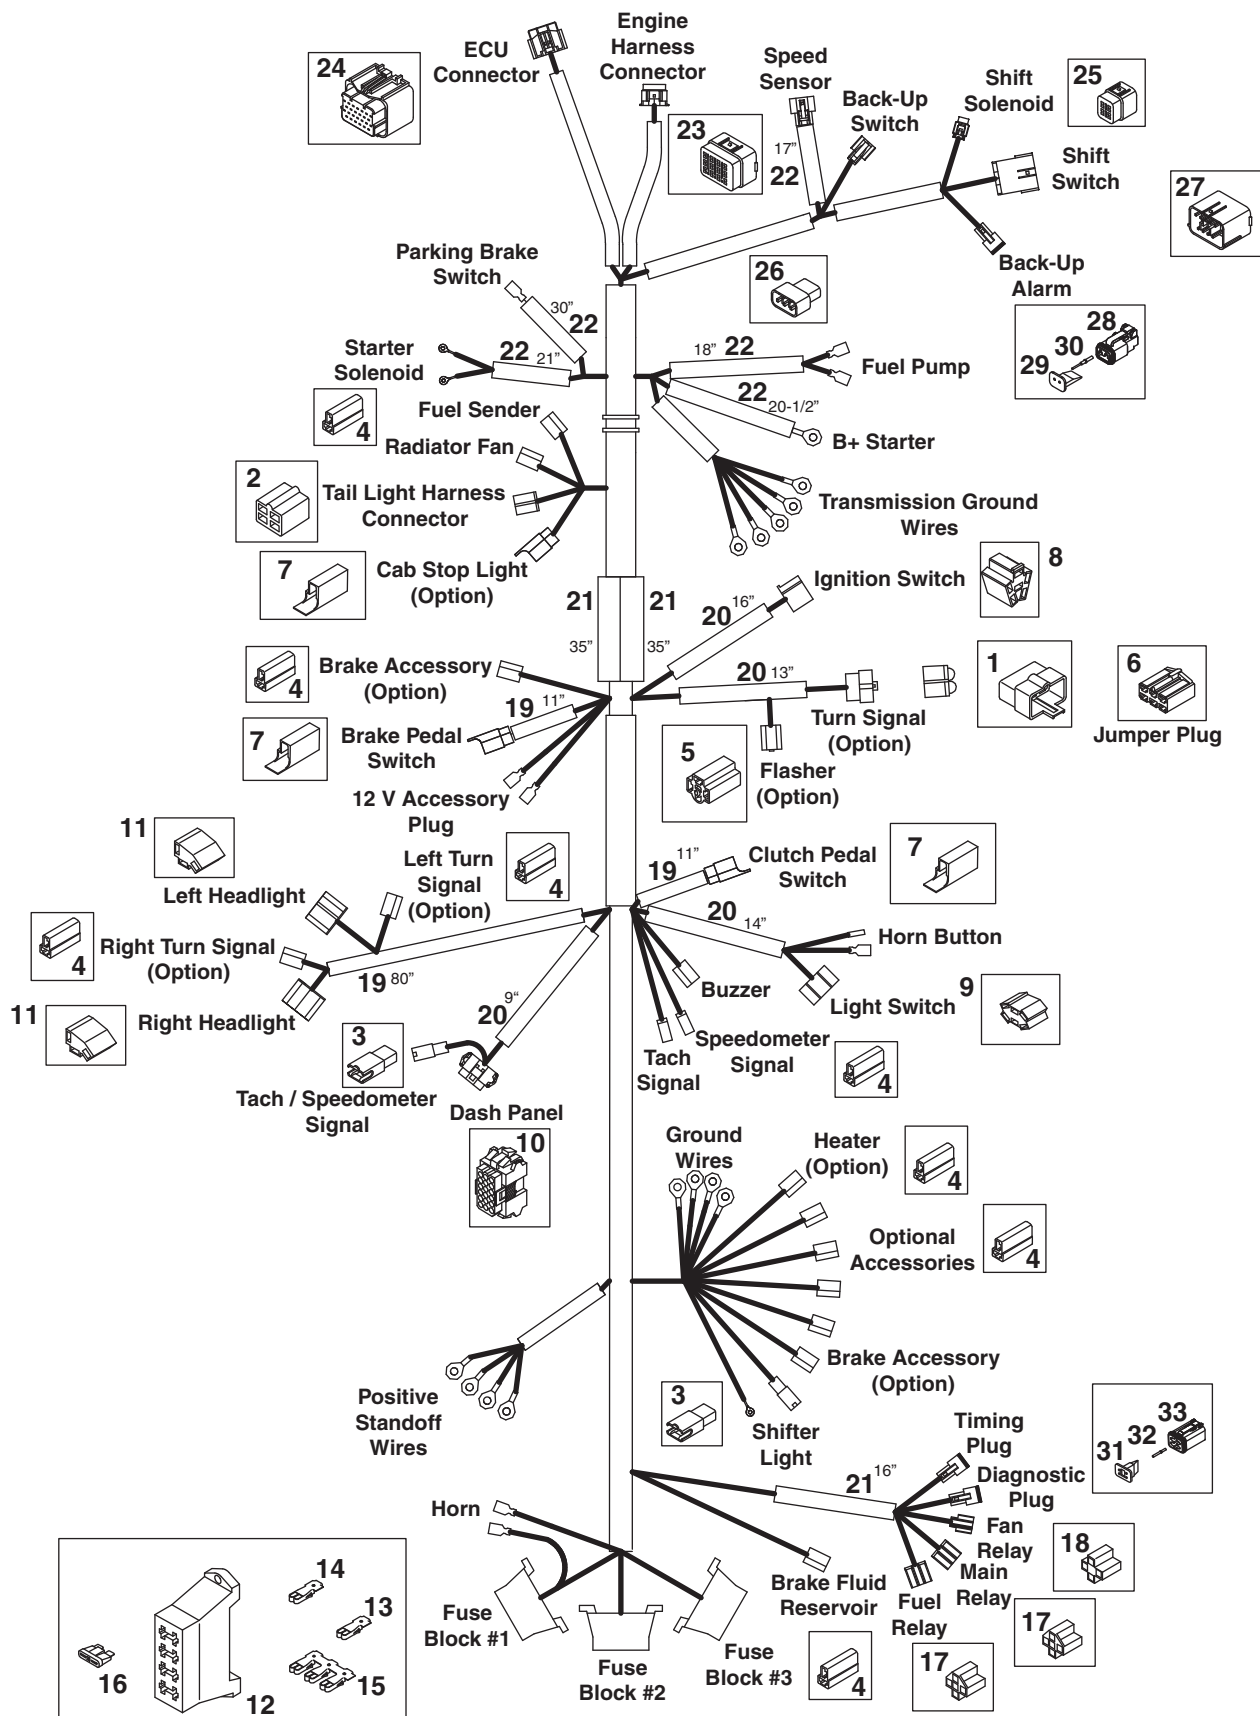 24
ECU
Connector
Engine
Harness
Connector
23
Speed
Sensor
17”
22
Back-Up
Switch
Shift
Solenoid
25
Shift
Switch
27
Back-Up
Alarm
26
28
30
29
Parking Brake
Switch
30”
22
Starter
Solenoid
22
21”
18”
22
Fuel Pump
22
20-1/2”
B+ Starter
4
Fuel Sender
Radiator Fan
2
Tail Light Harness
Connector
7
Cab Stop Light
(Option)
Transmission Ground
Wires
21
35”
21
35”
20
16”
Ignition Switch
8
4
Brake Accessory
(Option)
19
11”
7
Brake Pedal
Switch
12 V Accessory
Plug
20
13”
Turn Signal
(Option)
1
6
Jumper Plug
5
Flasher
(Option)
11
Left Headlight
Left Turn
Signal
(Option)
4
4
Right Turn Signal
(Option)
19
80”
11
Right Headlight
19
11”
Clutch Pedal
Switch
7
20
14”
Horn Button
Light Switch
9
Buzzer
Speedometer
Signal
4
Tach
Signal
20
9“
3
Tach / Speedometer
Signal
Dash Panel
10
Ground
Wires
Heater
(Option)
4
Optional
Accessories
4
Brake Accessory
(Option)
3
Shifter
Light
Positive
Standoff
Wires
21
16”
Timing
Plug
Diagnostic
Plug
33
32
31
Fan
Relay
18
Main
Relay
17
Fuel
Relay
17
Brake Fluid
Reservoir
4
Horn
Fuse
Block #1
Fuse
Block #2
Fuse
Block #3
14
13
15
16
12